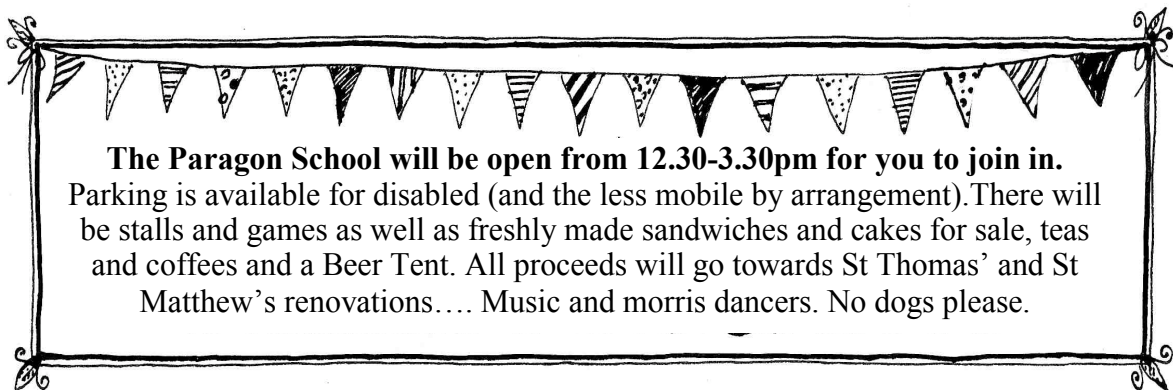 The Paragon School will be open from 12.30-3.30pm for you to join in.
Parking is available for disabled (and the less mobile by arrangement).There will
be stalls and games as well as freshly made sandwiches and cakes for sale, teas
and coffees and a Beer Tent. All proceeds will go towards St Thomas’ and St
Matthew’s renovations…. Music and morris dancers. No dogs please.